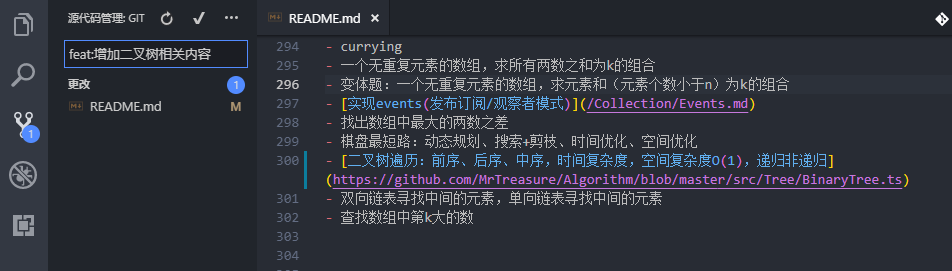 源代码管理: GIT
feat:增加二叉树相关内容
更改 1
README.md M
1
README.md ×
294 - currying
295 - 一个无重复元素的数组，求所有两数之和为k的组合
296 - 变体题：一个无重复元素的数组，求元素和（元素个数小于n）为k的组合
297 - [实现events(发布订阅/观察者模式)](/Collection/Events.md)
298 - 找出数组中最大的两数之差
299 - 棋盘最短路：动态规划、搜索+剪枝、时间优化、空间优化
300 - [二叉树遍历：前序、后序、中序，时间复杂度，空间复杂度O(1)，递归非递归]
(https://github.com/MrTreasure/Algorithm/blob/master/src/Tree/BinaryTree.ts)
301 - 双向链表寻找中间的元素，单向链表寻找中间的元素
302 - 查找数组中第k大的数
303
304